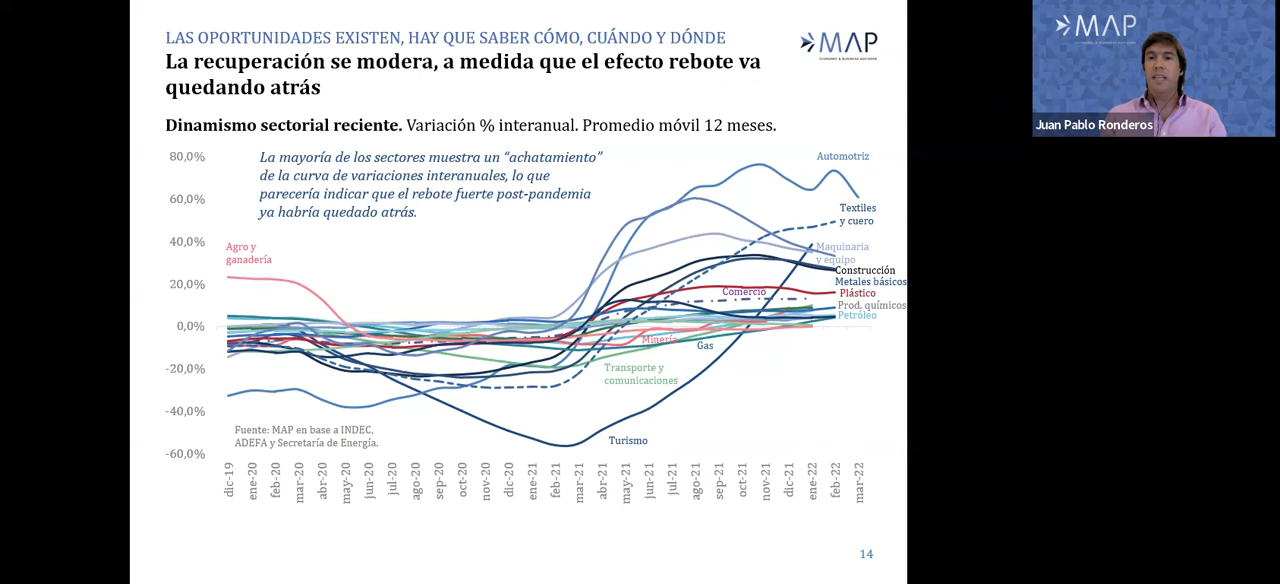 LAS OPORTUNIDADES EXISTEN, HAY QUE SABER CÓMO, CUÁNDO Y DÓNDE
La recuperación se modera, a medida que el efecto rebote va
quedando atrás
MAP
ECONOMIC & BUSINESS ADVISORS
MAP
Juan Pablo Ronderos
Dinamismo sectorial reciente. Variación % interanual. Promedio móvil 12 meses.
La mayoría de los sectores muestra un “achatamiento”
de la curva de variaciones interanuales, lo que
parecería indicar que el rebote fuerte post-pandemia
ya habría quedado atrás.
80,0%
60,0%
40,0%
20,0%
0,0%
-20,0%
-40,0%
-60,0%
Agro y
ganadería
Automotriz
Textiles
y cuero
Maquinaria
y equipo
Construcción
Metales básicos
Plástico
Comercio
Prod. químicos
Petróleo
Minería
Gas
Transporte y
comunicaciones
Turismo
Fuente: MAP en base a INDEC,
ADEFA y Secretaría de Energía.
dic-19
ene-20
feb-20
mar-20
abr-20
may-20
jun-20
jul-20
ago-20
sep-20
oct-20
nov-20
dic-20
ene-21
feb-21
mar-21
abr-21
may-21
jun-21
jul-21
ago-21
sep-21
oct-21
nov-21
dic-21
ene-22
feb-22
mar-22
14